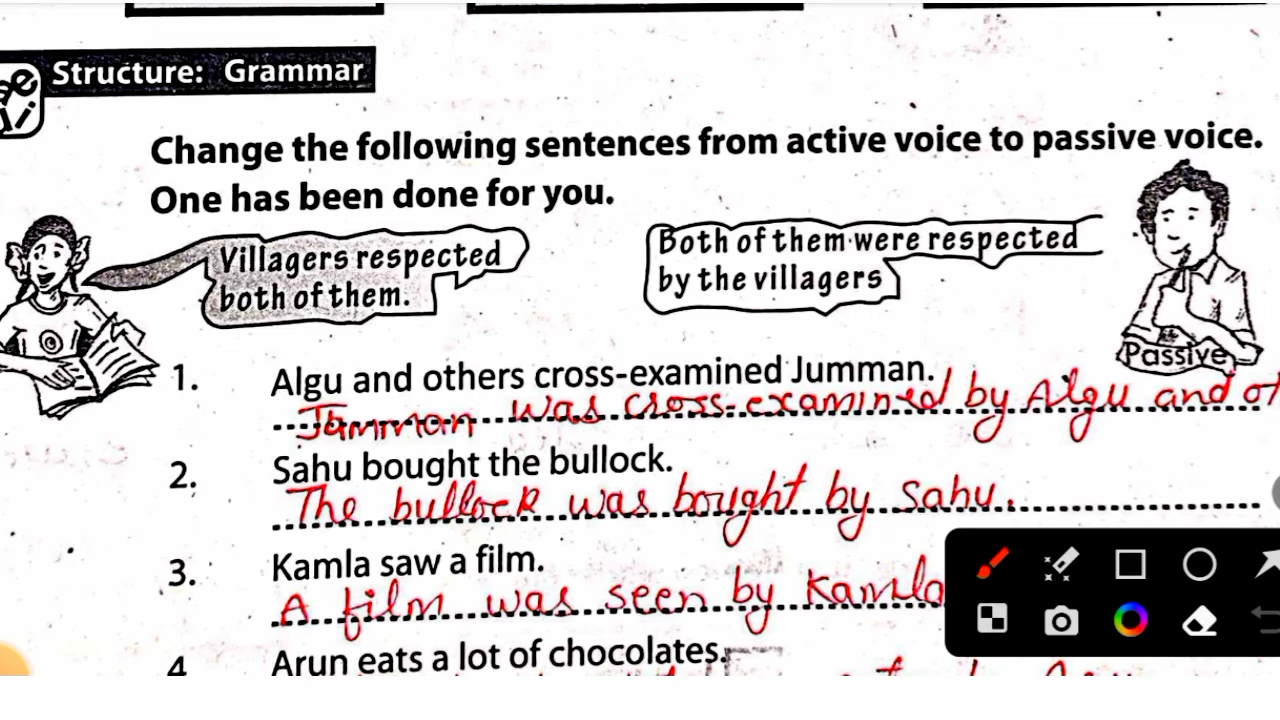 Structure: Grammar
Change the following sentences from active voice to passive voice.
One has been done for you.
Villagers respected
both of them.
Both of them were respected
by the villagers
Passive
1. Algu and others cross-examined Jumman.
Jumman was cross-examined by Algu and ot
2. Sahu bought the bullock.
The bullock was bought by Sahu.
3. Kamla saw a film.
A film was seen by Kamla
4 Arun eats a lot of chocolates.